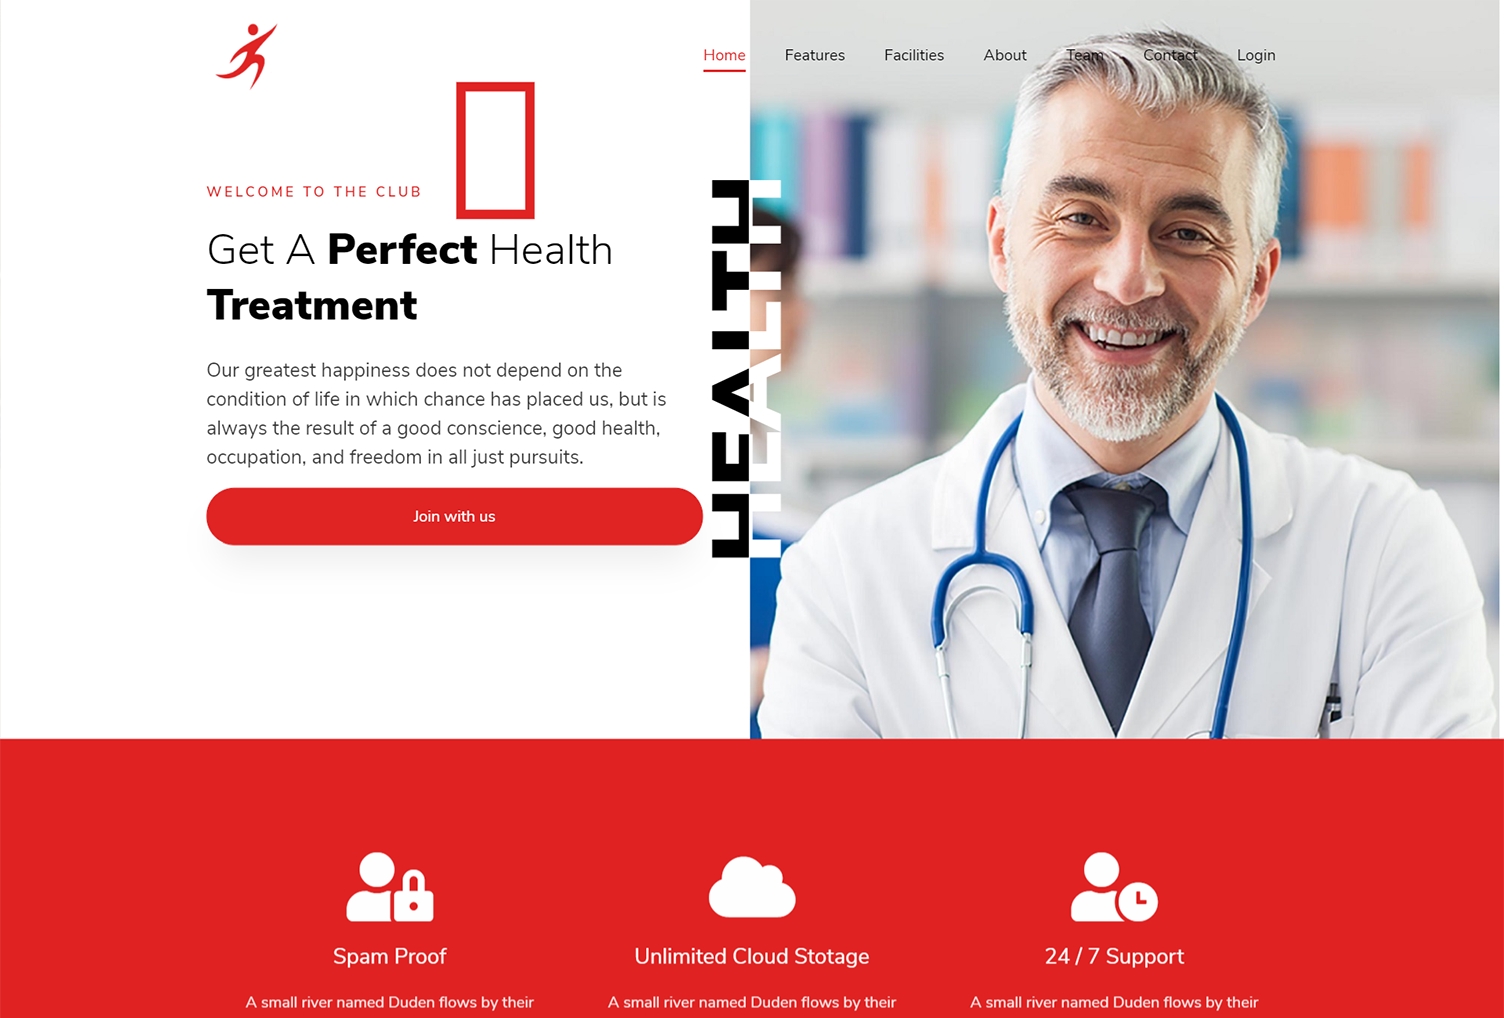 Home Features Facilities About Team Contact Login
WELCOME TO THE CLUB
Get A Perfect Health
Treatment
Our greatest happiness does not depend on the
condition of life in which chance has placed us, but is
always the result of a good conscience, good health,
occupation, and freedom in all just pursuits.
Join with us
HEALTH
Spam Proof
A small river named Duden flows by their
Unlimited Cloud Stotage
A small river named Duden flows by their
24 / 7 Support
A small river named Duden flows by their